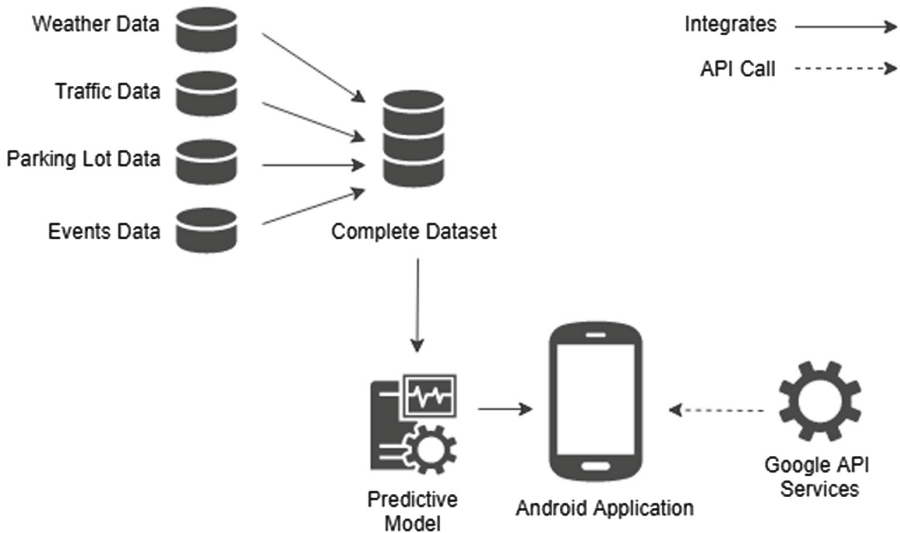 Weather Data
Integrates
API Call
Traffic Data
Parking Lot Data
Events Data
Complete Dataset
Predictive
Model
Android Application
Google API
Services